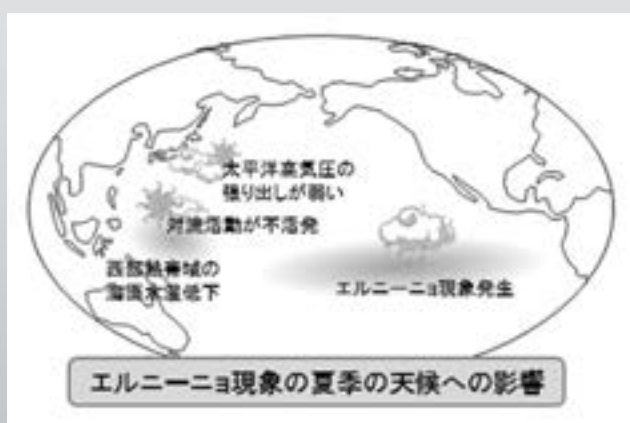 太平洋高気圧の
張り出しが弱い
対流活動が不活発
西部熱帯域の
海面水温低下
エルニーニョ現象発生
エルニーニョ現象の夏季の天候への影響